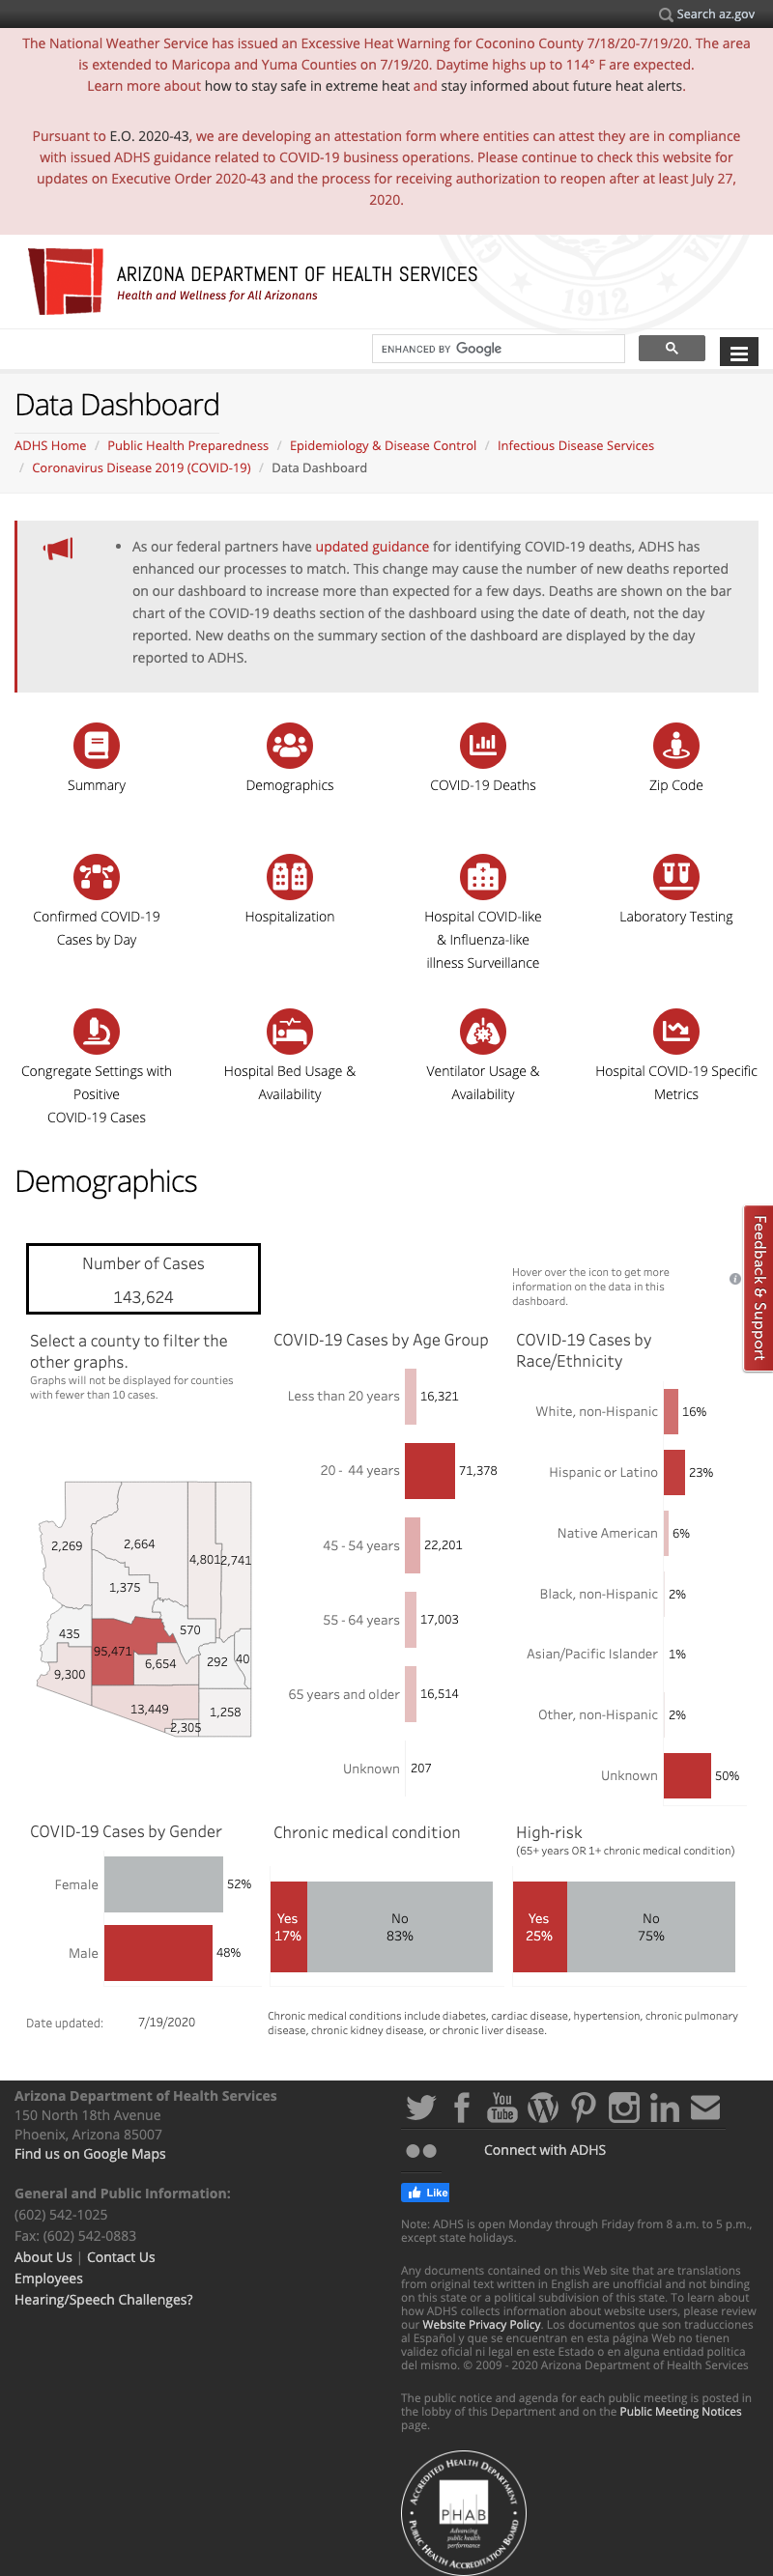 Search az.gov
The National Weather Service has issued an Excessive Heat Warning for Coconino County 7/18/20-7/19/20. The area
is extended to Maricopa and Yuma Counties on 7/19/20. Daytime highs up to 114° F are expected.
Learn more about how to stay safe in extreme heat and stay informed about future heat alerts.
Pursuant to E.O. 2020-43, we are developing an attestation form where entities can attest they are in compliance
with issued ADHS guidance related to COVID-19 business operations. Please continue to check this website for
updates on Executive Order 2020-43 and the process for receiving authorization to reopen after at least July 27,
2020.
1912
ARIZONA DEPARTMENT OF HEALTH SERVICES
Health and Wellness for All Arizonans
ENHANCED BY Google
Data Dashboard
ADHS Home / Public Health Preparedness / Epidemiology & Disease Control / Infectious Disease Services
/ Coronavirus Disease 2019 (COVID-19) / Data Dashboard
• As our federal partners have updated guidance for identifying COVID-19 deaths, ADHS has
enhanced our processes to match. This change may cause the number of new deaths reported
on our dashboard to increase more than expected for a few days. Deaths are shown on the bar
chart of the COVID-19 deaths section of the dashboard using the date of death, not the day
reported. New deaths on the summary section of the dashboard are displayed by the day
reported to ADHS.
Summary
Demographics
COVID-19 Deaths
Zip Code
Confirmed COVID-19
Cases by Day
Hospitalization
Hospital COVID-like
& Influenza-like
illness Surveillance
Laboratory Testing
Congregate Settings with
Positive
COVID-19 Cases
Hospital Bed Usage &
Availability
Ventilator Usage &
Availability
Hospital COVID-19 Specific
Metrics
Demographics
Feedback & Support
Number of Cases
143,624
Hover over the icon to get more
information on the data in this
dashboard.
Select a county to filter the
other graphs.
Graphs will not be displayed for counties
with fewer than 10 cases.
2,269
2,664
4,801
2,741
1,375
435
570
95,471
9,300
6,654
292
40
13,449
1,258
2,305
COVID-19 Cases by Age Group
Less than 20 years 16,321
20 - 44 years 71,378
45 - 54 years 22,201
55 - 64 years 17,003
65 years and older 16,514
Unknown 207
COVID-19 Cases by
Race/Ethnicity
White, non-Hispanic 16%
Hispanic or Latino 23%
Native American 6%
Black, non-Hispanic 2%
Asian/Pacific Islander 1%
Other, non-Hispanic 2%
Unknown 50%
COVID-19 Cases by Gender
Female 52%
Male 48%
Chronic medical condition
Yes
17%
No
83%
High-risk
(65+ years OR 1+ chronic medical condition)
Yes
25%
No
75%
Date updated: 7/19/2020
Chronic medical conditions include diabetes, cardiac disease, hypertension, chronic pulmonary
disease, chronic kidney disease, or chronic liver disease.
Arizona Department of Health Services
150 North 18th Avenue
Phoenix, Arizona 85007
Find us on Google Maps
General and Public Information:
(602) 542-1025
Fax: (602) 542-0883
About Us | Contact Us
Employees
Hearing/Speech Challenges?
You
Tube
Connect with ADHS
Like
Note: ADHS is open Monday through Friday from 8 a.m. to 5 p.m.,
except state holidays.
Any documents contained on this Web site that are translations
from original text written in English are unofficial and not binding
on this state or a political subdivision of this state. To learn about
how ADHS collects information about website users, please review
our Website Privacy Policy. Los documentos que son traducciones
al Español y que se encuentran en esta página Web no tienen
validez oficial ni legal en este Estado o en alguna entidad politica
del mismo. © 2009 - 2020 Arizona Department of Health Services
The public notice and agenda for each public meeting is posted in
the lobby of this Department and on the Public Meeting Notices
page.
ACCREDITED HEALTH DEPARTMENT
PHAB
Advancing
public health
performance
PUBLIC HEALTH ACCREDITATION BOARD